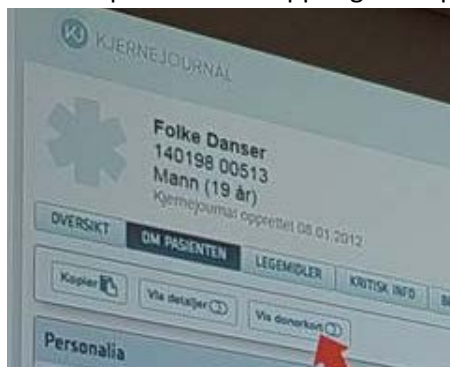 KJ KJERNEJOURNAL
Folke Danser
140198 00513
Mann (19 år)
Kjernejournal opprettet 08.01.2012
OVERSIKT OM PASIENTEN LEGEMIDLER KRITISK INFO
Kopier Vis detaljer Vis donorkort
Personalia